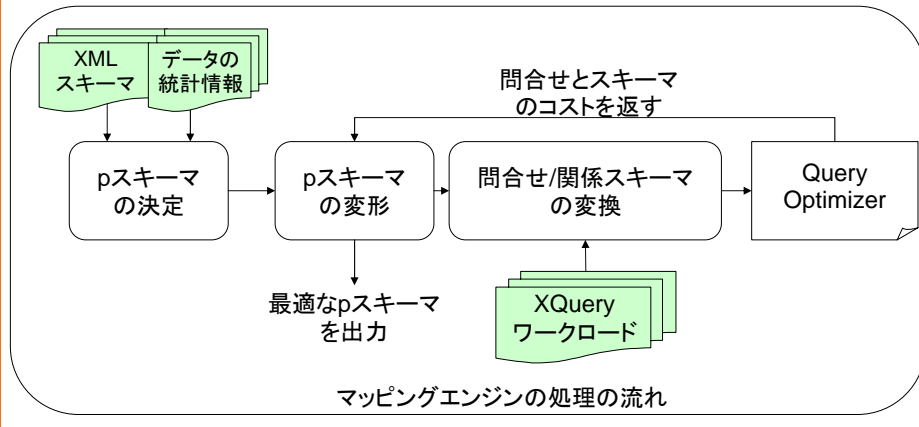 XML
スキーマ
データの
統計情報
問合せとスキーマ
のコストを返す
pスキーマ
の決定
pスキーマ
の変形
問合せ/関係スキーマ
の変換
Query
Optimizer
最適なpスキーマ
を出力
XQuery
ワークロード
マッピングエンジンの処理の流れ